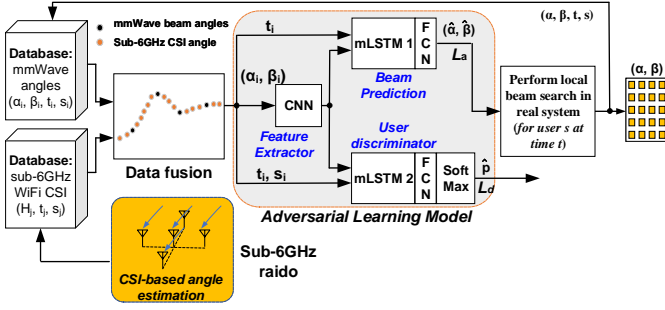 mmWave beam angles
Sub-6GHz CSI angle
(α, β, t, s)
Database:
mmWave
angles
(αᵢ, βᵢ, tᵢ, sᵢ)
Database:
sub-6GHz
WiFi CSI
(Hⱼ, tⱼ, sⱼ)
Data fusion
tᵢ
(αᵢ, βᵢ)
CNN
Feature
Extractor
tᵢ, sᵢ
mLSTM 1
F
C
N
(α̂, β̂)
Lₐ
Beam
Prediction
User
discriminator
mLSTM 2
F
C
N
Soft
Max
p̂
L_d
Adversarial Learning Model
Perform local
beam search in
real system
(for user s at
time t)
(α, β)
CSI-based angle
estimation
Sub-6GHz
raido